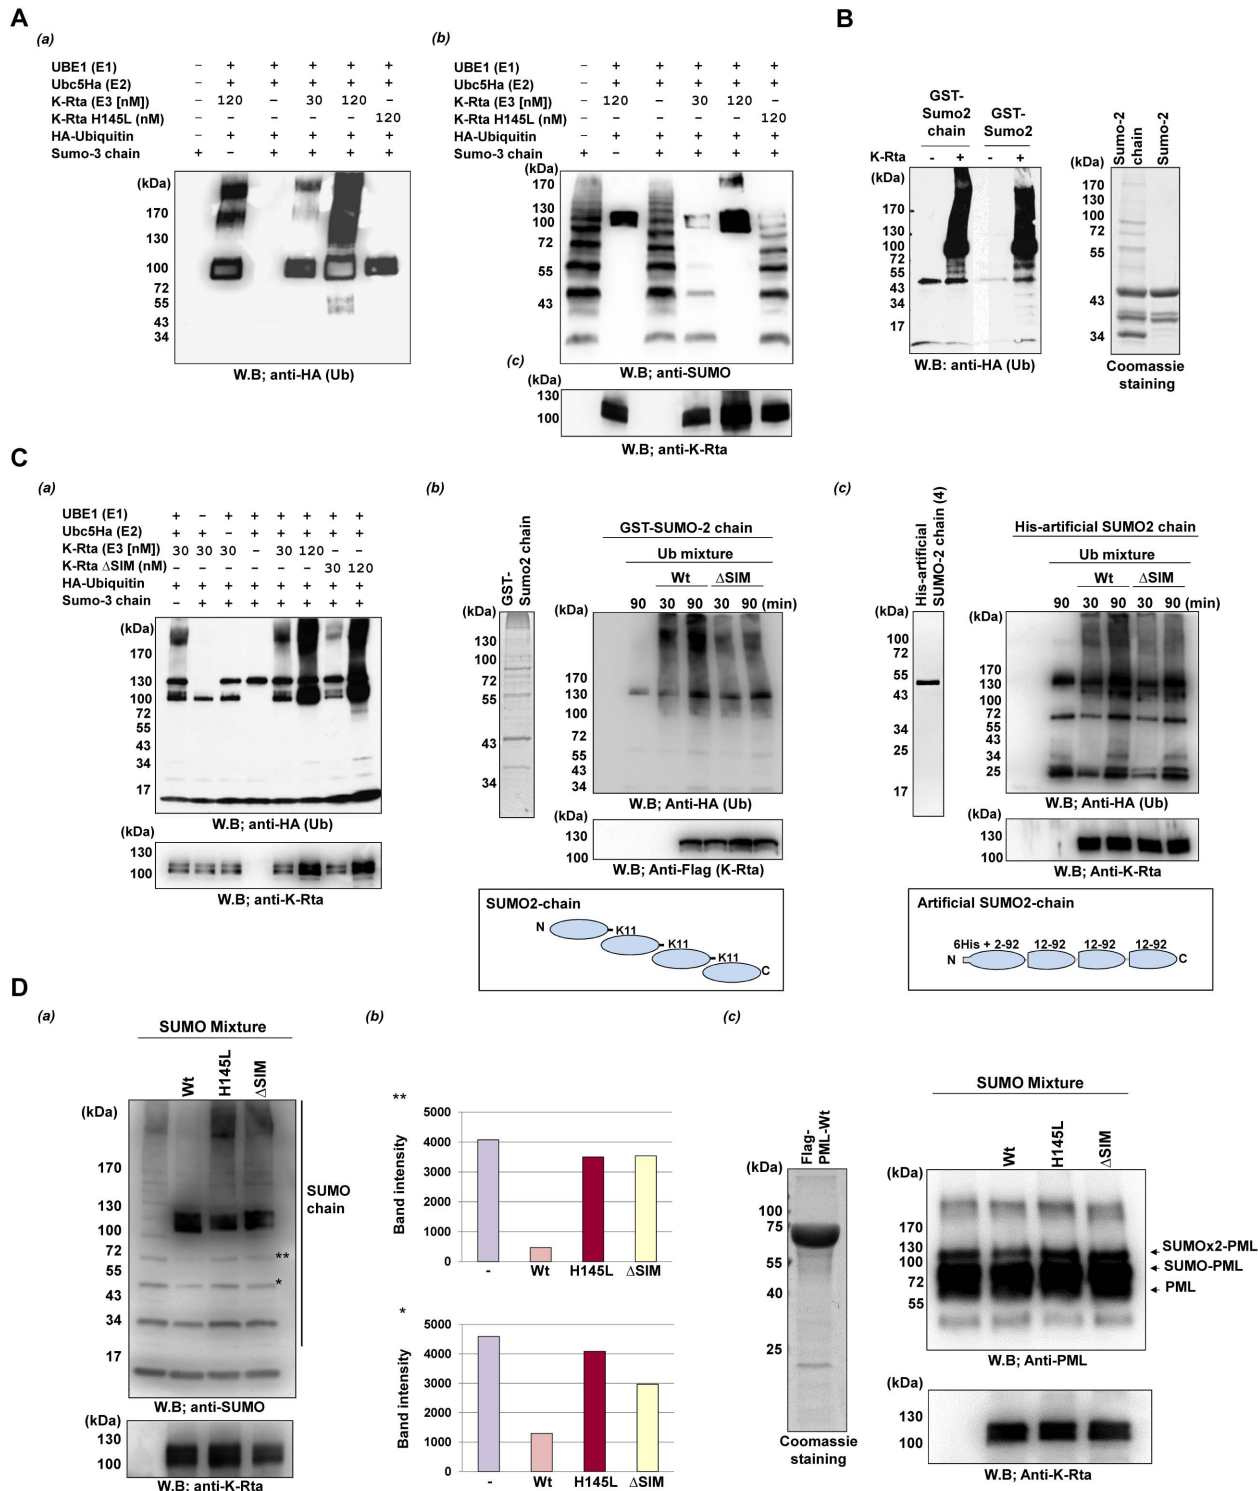 A
(a)
UBE1 (E1) – + + + + +
Ubc5Ha (E2) – + + + + +
K-Rta (E3 [nM]) – 120 – 30 120 –
K-Rta H145L (nM) – – – – – 120
HA-Ubiquitin – + + + + +
Sumo-3 chain + – + + + +
(kDa)
170
130
100
72
55
43
34
W.B; anti-HA (Ub)
(b)
UBE1 (E1) – + + + + +
Ubc5Ha (E2) – + + + + +
K-Rta (E3 [nM]) – 120 – 30 120 –
K-Rta H145L (nM) – – – – – 120
HA-Ubiquitin – + + + + +
Sumo-3 chain + – + + + +
(kDa)
170
130
100
72
55
43
W.B; anti-SUMO
(c)
(kDa)
130
100
W.B; anti-K-Rta
B
GST-
Sumo2
chain
GST-
Sumo2
K-Rta - + - +
(kDa)
170
100
72
55
43
34
17
W.B: anti-HA (Ub)
Sumo-2
chain
Sumo-2
(kDa)
170
130
100
72
55
43
34
Coomassie
staining
C
(a)
UBE1 (E1) + – + + + + + +
Ubc5Ha (E2) + + – + + + + +
K-Rta (E3 [nM]) 30 30 30 – 30 120 – –
K-Rta ΔSIM (nM) – – – – – – 30 120
HA-Ubiquitin + + + + + + + +
Sumo-3 chain – + + + + + + +
(kDa)
170
130
100
72
55
43
34
17
W.B; anti-HA (Ub)
(kDa)
130
100
W.B; anti-K-Rta
(b)
GST-
Sumo2 chain
(kDa)
130
100
72
55
43
34
GST-SUMO-2 chain
Ub mixture
Wt ΔSIM
90 30 90 30 90 (min)
(kDa)
170
130
100
72
55
43
34
W.B; Anti-HA (Ub)
(kDa)
130
100
W.B; Anti-Flag (K-Rta)
SUMO2-chain
N
K11
K11
K11
C
(c)
His-artificial
SUMO-2 chain (4)
(kDa)
100
72
55
43
34
25
17
His-artificial SUMO2 chain
Ub mixture
Wt ΔSIM
90 30 90 30 90 (min)
(kDa)
170
130
100
72
55
43
34
25
W.B; Anti-HA (Ub)
(kDa)
130
100
W.B; Anti-K-Rta
Artificial SUMO2-chain
6His + 2-92 12-92 12-92 12-92
N C
D
(a)
SUMO Mixture
Wt H145L ΔSIM
(kDa)
170
130
100
72
55
43
34
17
SUMO
chain
**
*
W.B; anti-SUMO
(kDa)
130
100
W.B; anti-K-Rta
(b)
**
Band intensity
5000
4000
3000
2000
1000
0
- Wt H145L ΔSIM
*
Band intensity
5000
4000
3000
2000
1000
0
- Wt H145L ΔSIM
(c)
Flag-
PML-Wt
(kDa)
100
75
55
40
25
Coomassie
staining
SUMO Mixture
Wt H145L ΔSIM
(kDa)
170
130
100
72
55
SUMOx2-PML
SUMO-PML
PML
W.B; Anti-PML
(kDa)
130
100
W.B; Anti-K-Rta